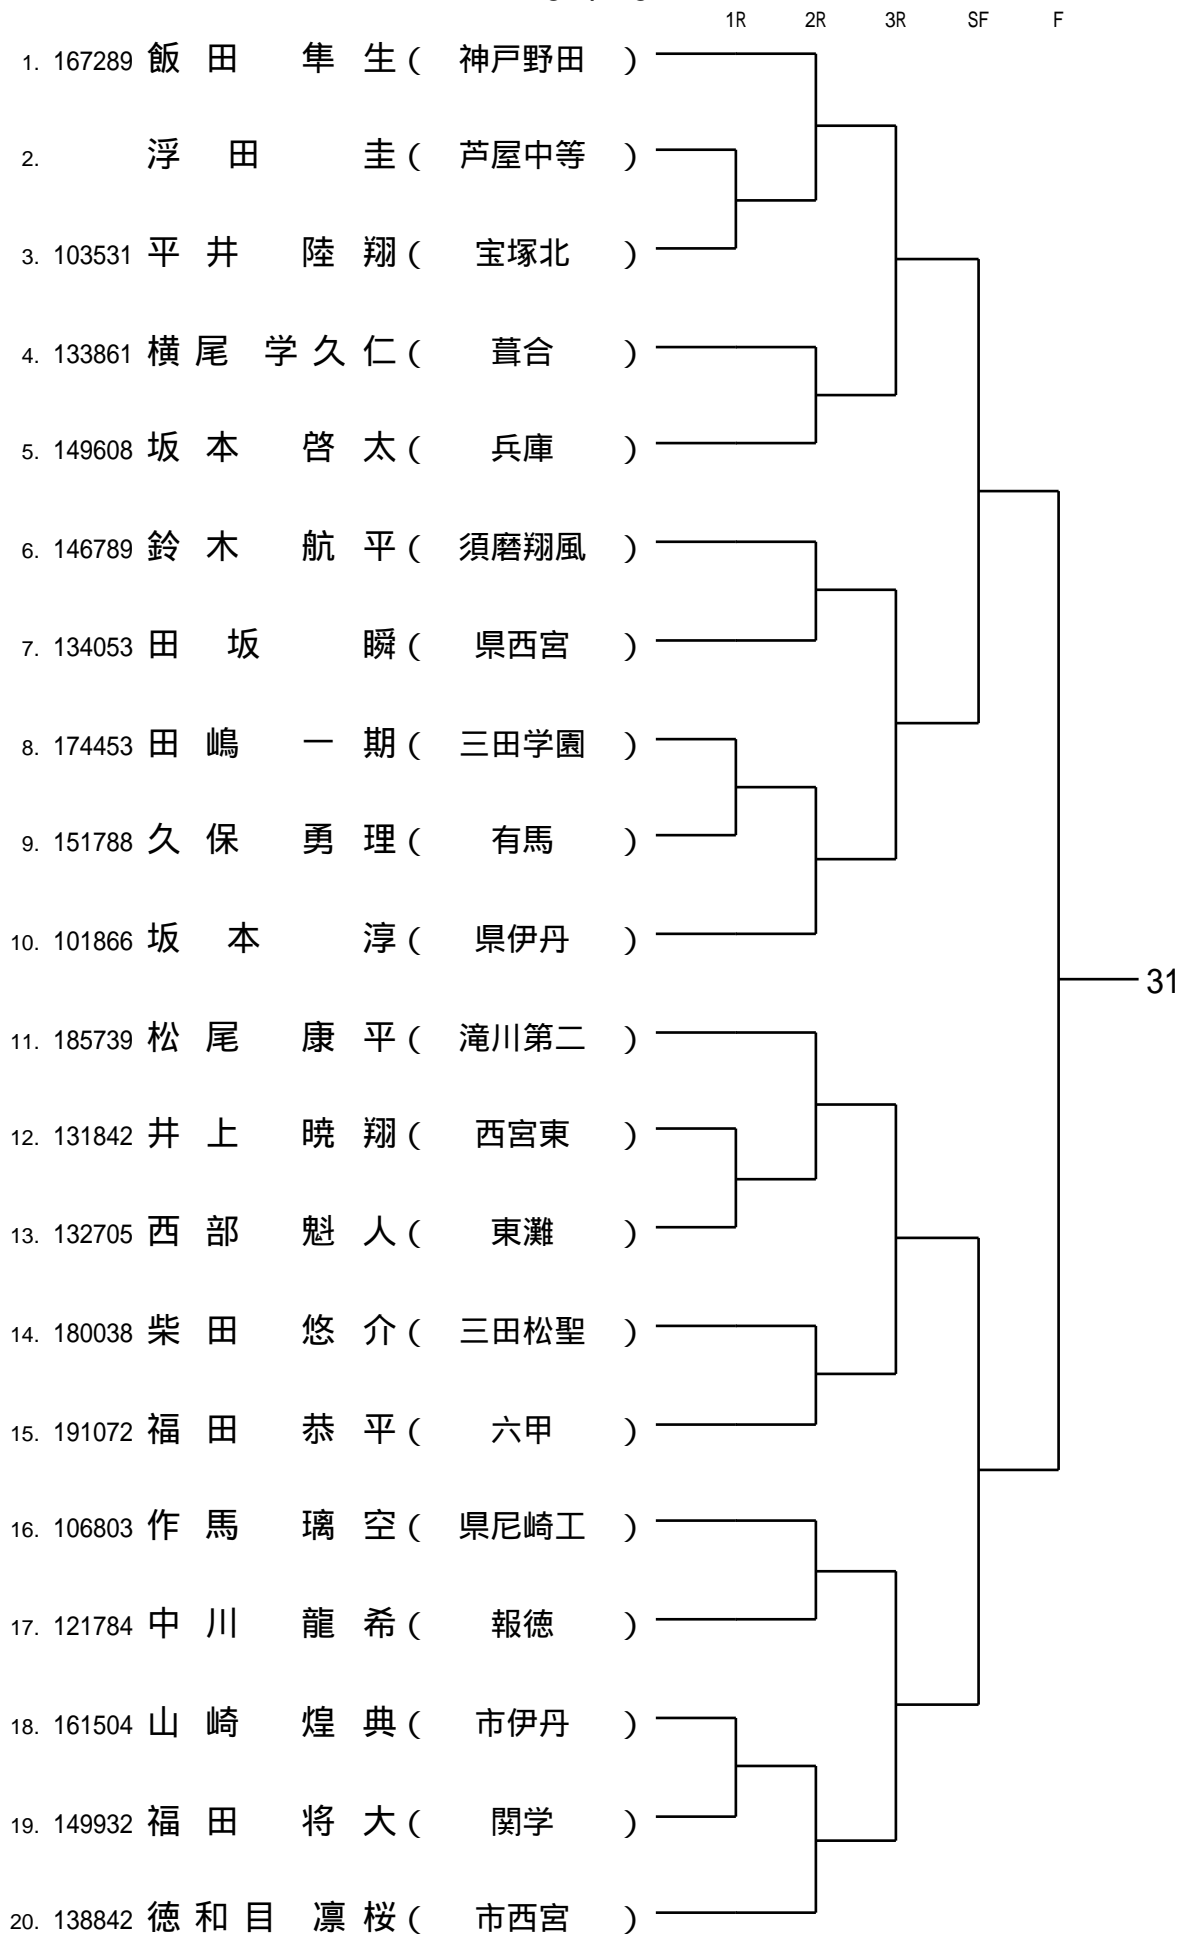 1R 2R 3R SF F
1. 167289 飯田 隼生 ( 神戸野田 )
2. 浮田 圭 ( 芦屋中等 )
3. 103531 平井 陸翔 ( 宝塚北 )
4. 133861 横尾 学久仁 ( 葺合 )
5. 149608 坂本 啓太 ( 兵庫 )
6. 146789 鈴木 航平 ( 須磨翔風 )
7. 134053 田坂 瞬 ( 県西宮 )
8. 174453 田嶋 一期 ( 三田学園 )
9. 151788 久保 勇理 ( 有馬 )
10. 101866 坂本 淳 ( 県伊丹 )
31
11. 185739 松尾 康平 ( 滝川第二 )
12. 131842 井上 暁翔 ( 西宮東 )
13. 132705 西部 魁人 ( 東灘 )
14. 180038 柴田 悠介 ( 三田松聖 )
15. 191072 福田 恭平 ( 六甲 )
16. 106803 作馬 璃空 ( 県尼崎工 )
17. 121784 中川 龍希 ( 報徳 )
18. 161504 山崎 煌典 ( 市伊丹 )
19. 149932 福田 将大 ( 関学 )
20. 138842 徳和目 凛桜 ( 市西宮 )